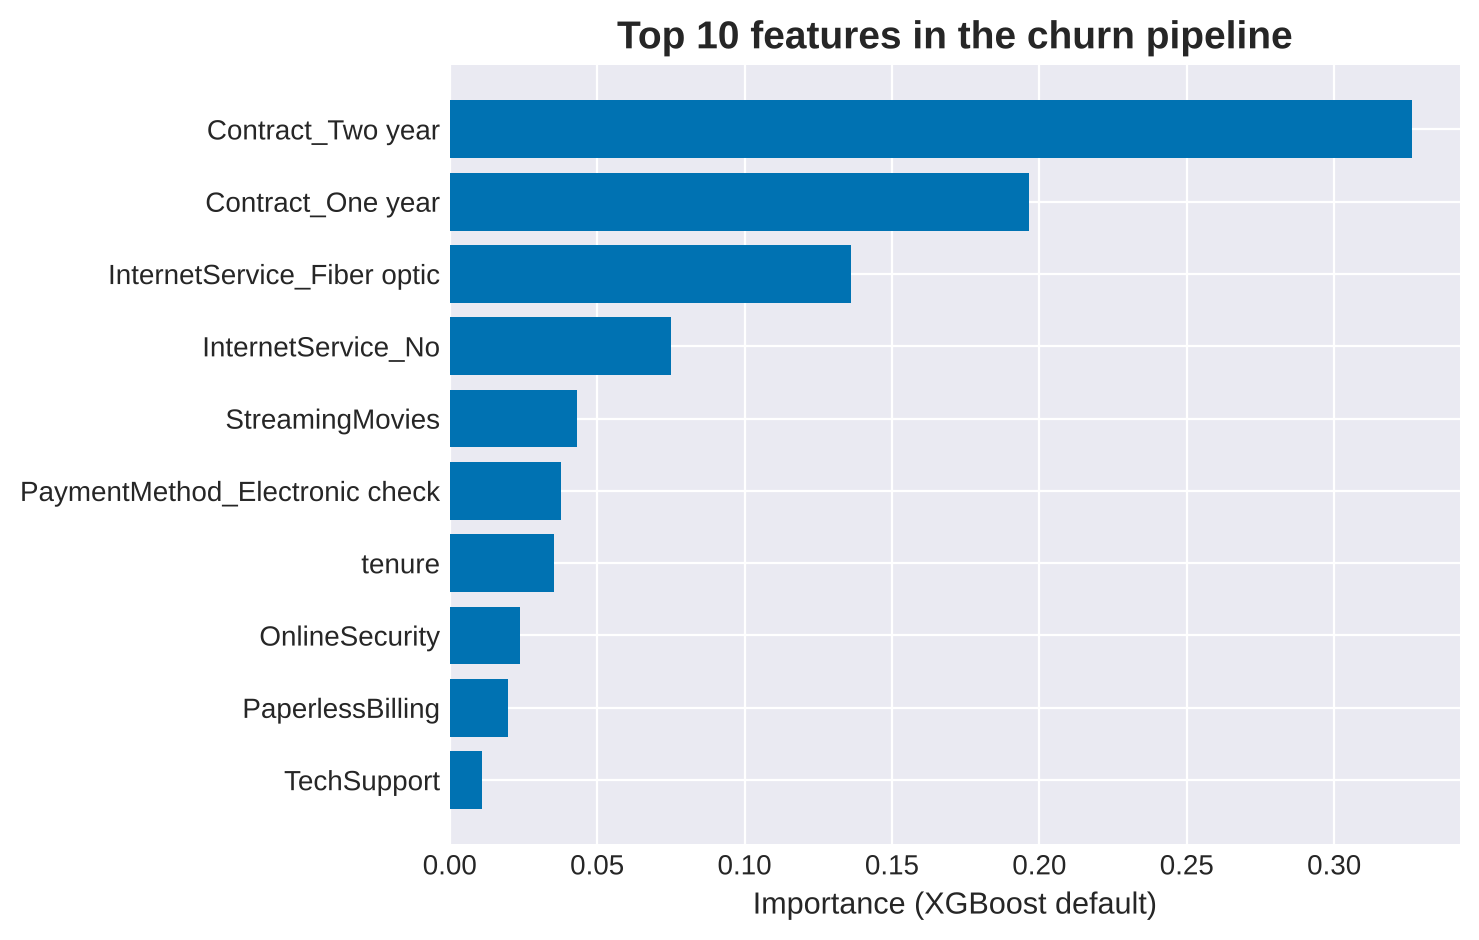 Top 10 features in the churn pipeline
Contract_Two year
Contract_One year
InternetService_Fiber optic
InternetService_No
StreamingMovies
PaymentMethod_Electronic check
tenure
OnlineSecurity
PaperlessBilling
TechSupport
0.00 0.05 0.10 0.15 0.20 0.25 0.30
Importance (XGBoost default)